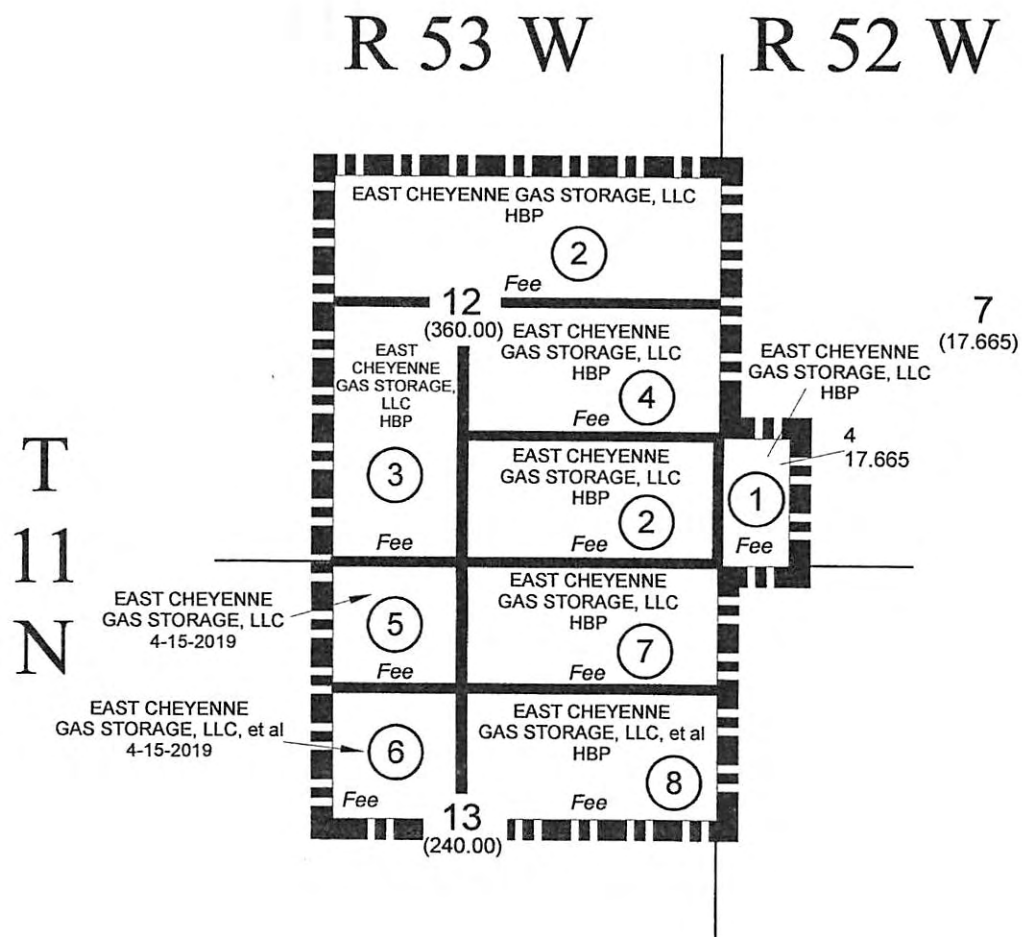 R 53 W
R 52 W
EAST CHEYENNE GAS STORAGE, LLC
HBP
2
Fee
12
(360.00)
7
(17.665)
EAST
CHEYENNE
GAS STORAGE,
LLC
HBP
3
Fee
EAST CHEYENNE
GAS STORAGE, LLC
HBP
4
Fee
EAST CHEYENNE
GAS STORAGE, LLC
HBP
4
17.665
1
Fee
EAST CHEYENNE
GAS STORAGE, LLC
HBP
2
Fee
T
11
N
EAST CHEYENNE
GAS STORAGE, LLC
4-15-2019
5
Fee
EAST CHEYENNE
GAS STORAGE, LLC
HBP
7
Fee
EAST CHEYENNE
GAS STORAGE, LLC, et al
4-15-2019
6
Fee
EAST CHEYENNE
GAS STORAGE, LLC, et al
HBP
8
Fee
13
(240.00)